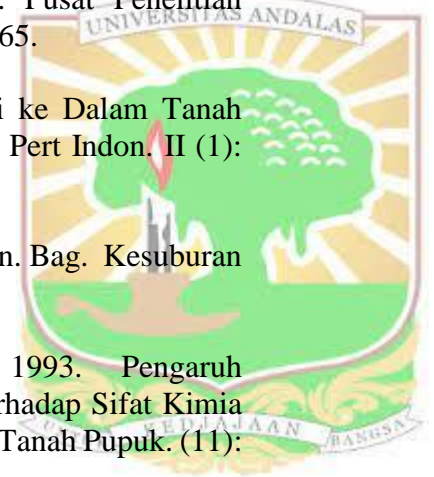 . Pusat Penelitian
65.
UNIVERSITAS ANDALAS
i ke Dalam Tanah
Pert Indon. II (1):
n. Bag. Kesuburan
1993. Pengaruh
rhadap Sifat Kimia
KEDJAJAAN BANGSA
Tanah Pupuk. (11):